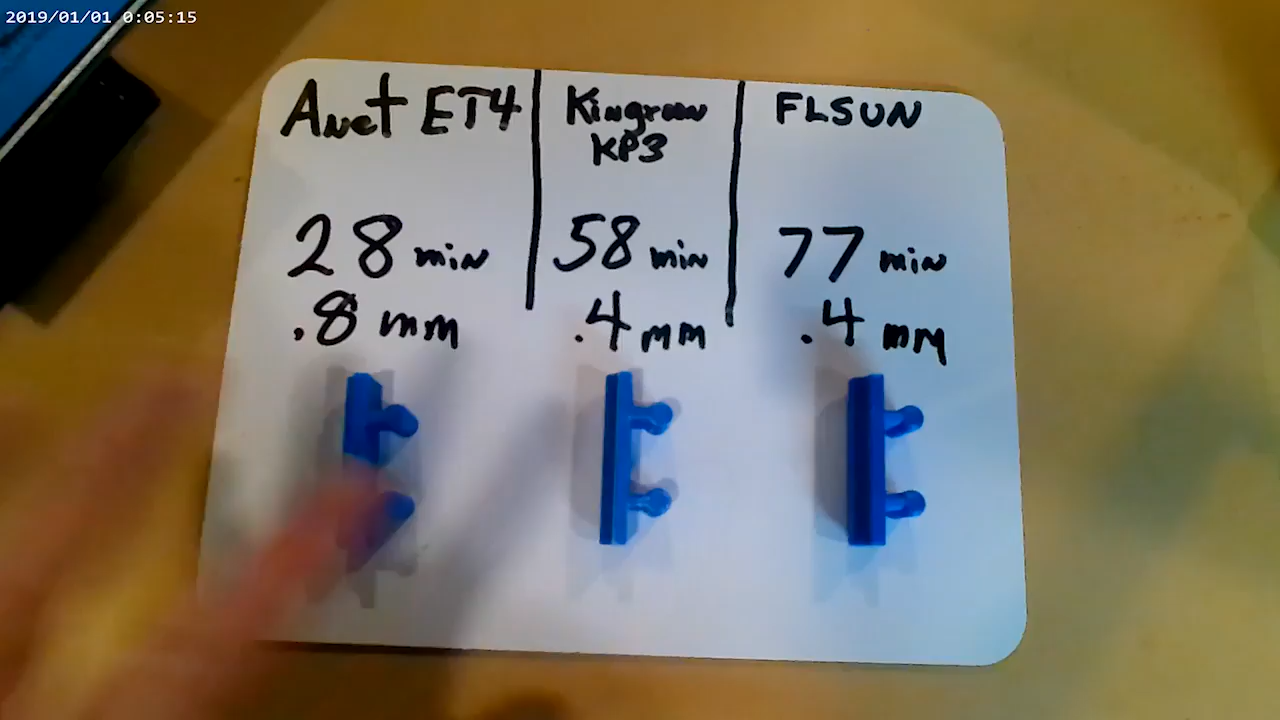 2019/01/01 0:05:15
Anet ET4
Kingroon
KP3
FLSUN
28 min
58 min
77 min
.8 mm
.4 mm
.4 mm